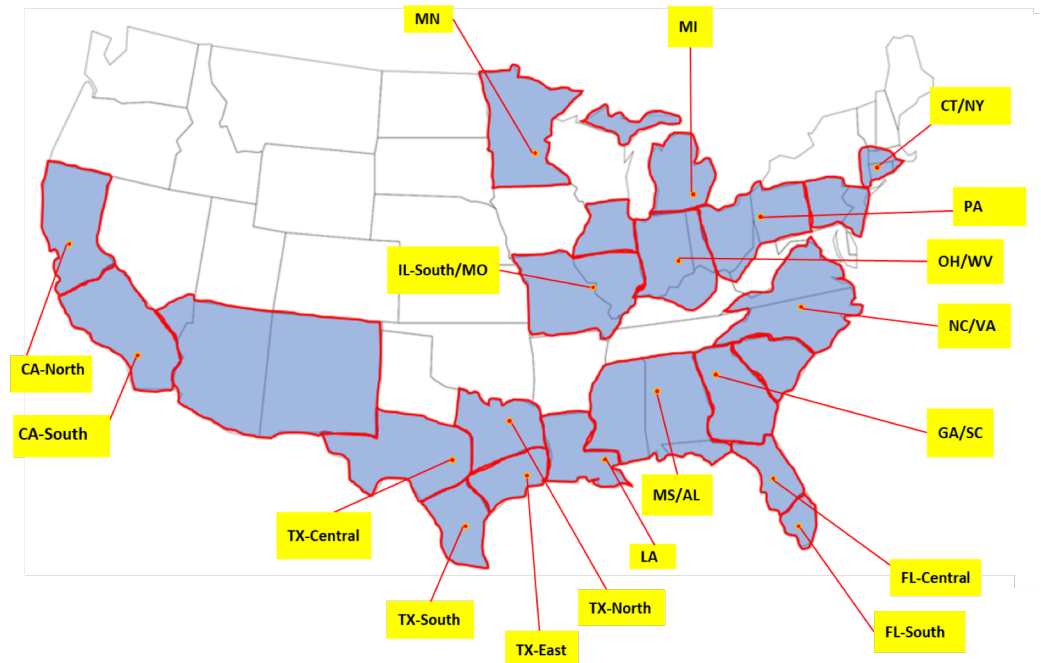 MN
MI
CT/NY
PA
IL-South/MO
OH/WV
NC/VA
CA-North
CA-South
GA/SC
MS/AL
TX-Central
LA
FL-Central
TX-South
TX-North
FL-South
TX-East